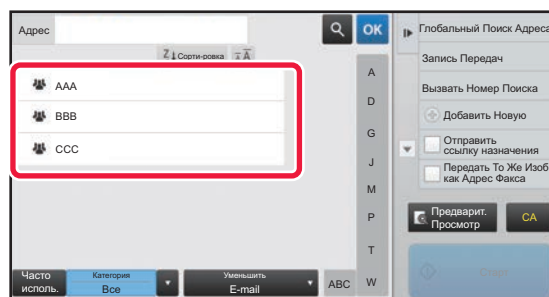 Адрес
OK
Сорти-ровка
AAA
BBB
CCC
A
D
G
J
M
P
T
W
ABC
Часто
исполь.
Категория
Все
Уменьшить
E-mail
Глобальный Поиск Адреса
Запись Передач
Вызвать Номер Поиска
Добавить Новую
Отправить
ссылку назначения
Передать То Же Изоб
как Адрес Факса
Предварит.
Просмотр
CA
Старт